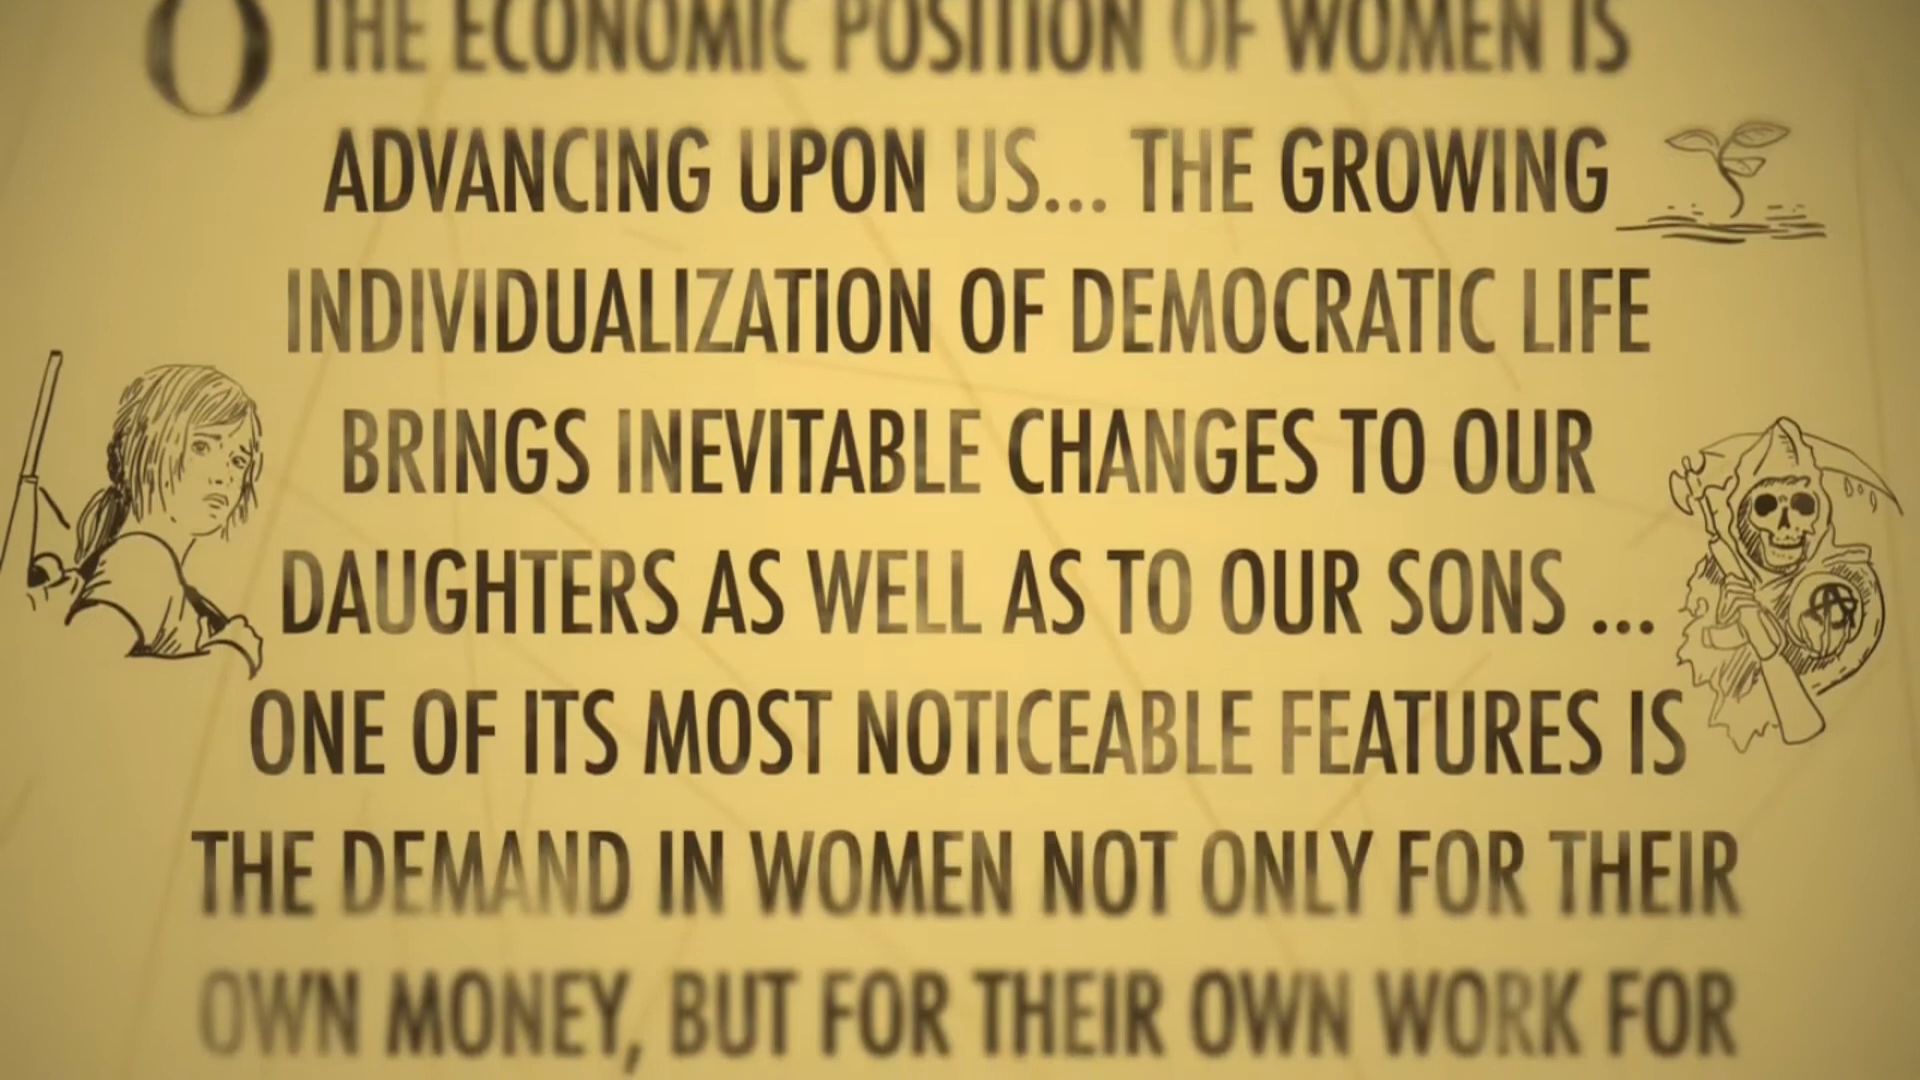 THE ECONOMIC POSITION OF WOMEN IS
ADVANCING UPON US... THE GROWING
INDIVIDUALIZATION OF DEMOCRATIC LIFE
BRINGS INEVITABLE CHANGES TO OUR
DAUGHTERS AS WELL AS TO OUR SONS ...
ONE OF ITS MOST NOTICEABLE FEATURES IS
THE DEMAND IN WOMEN NOT ONLY FOR THEIR
OWN MONEY, BUT FOR THEIR OWN WORK FOR